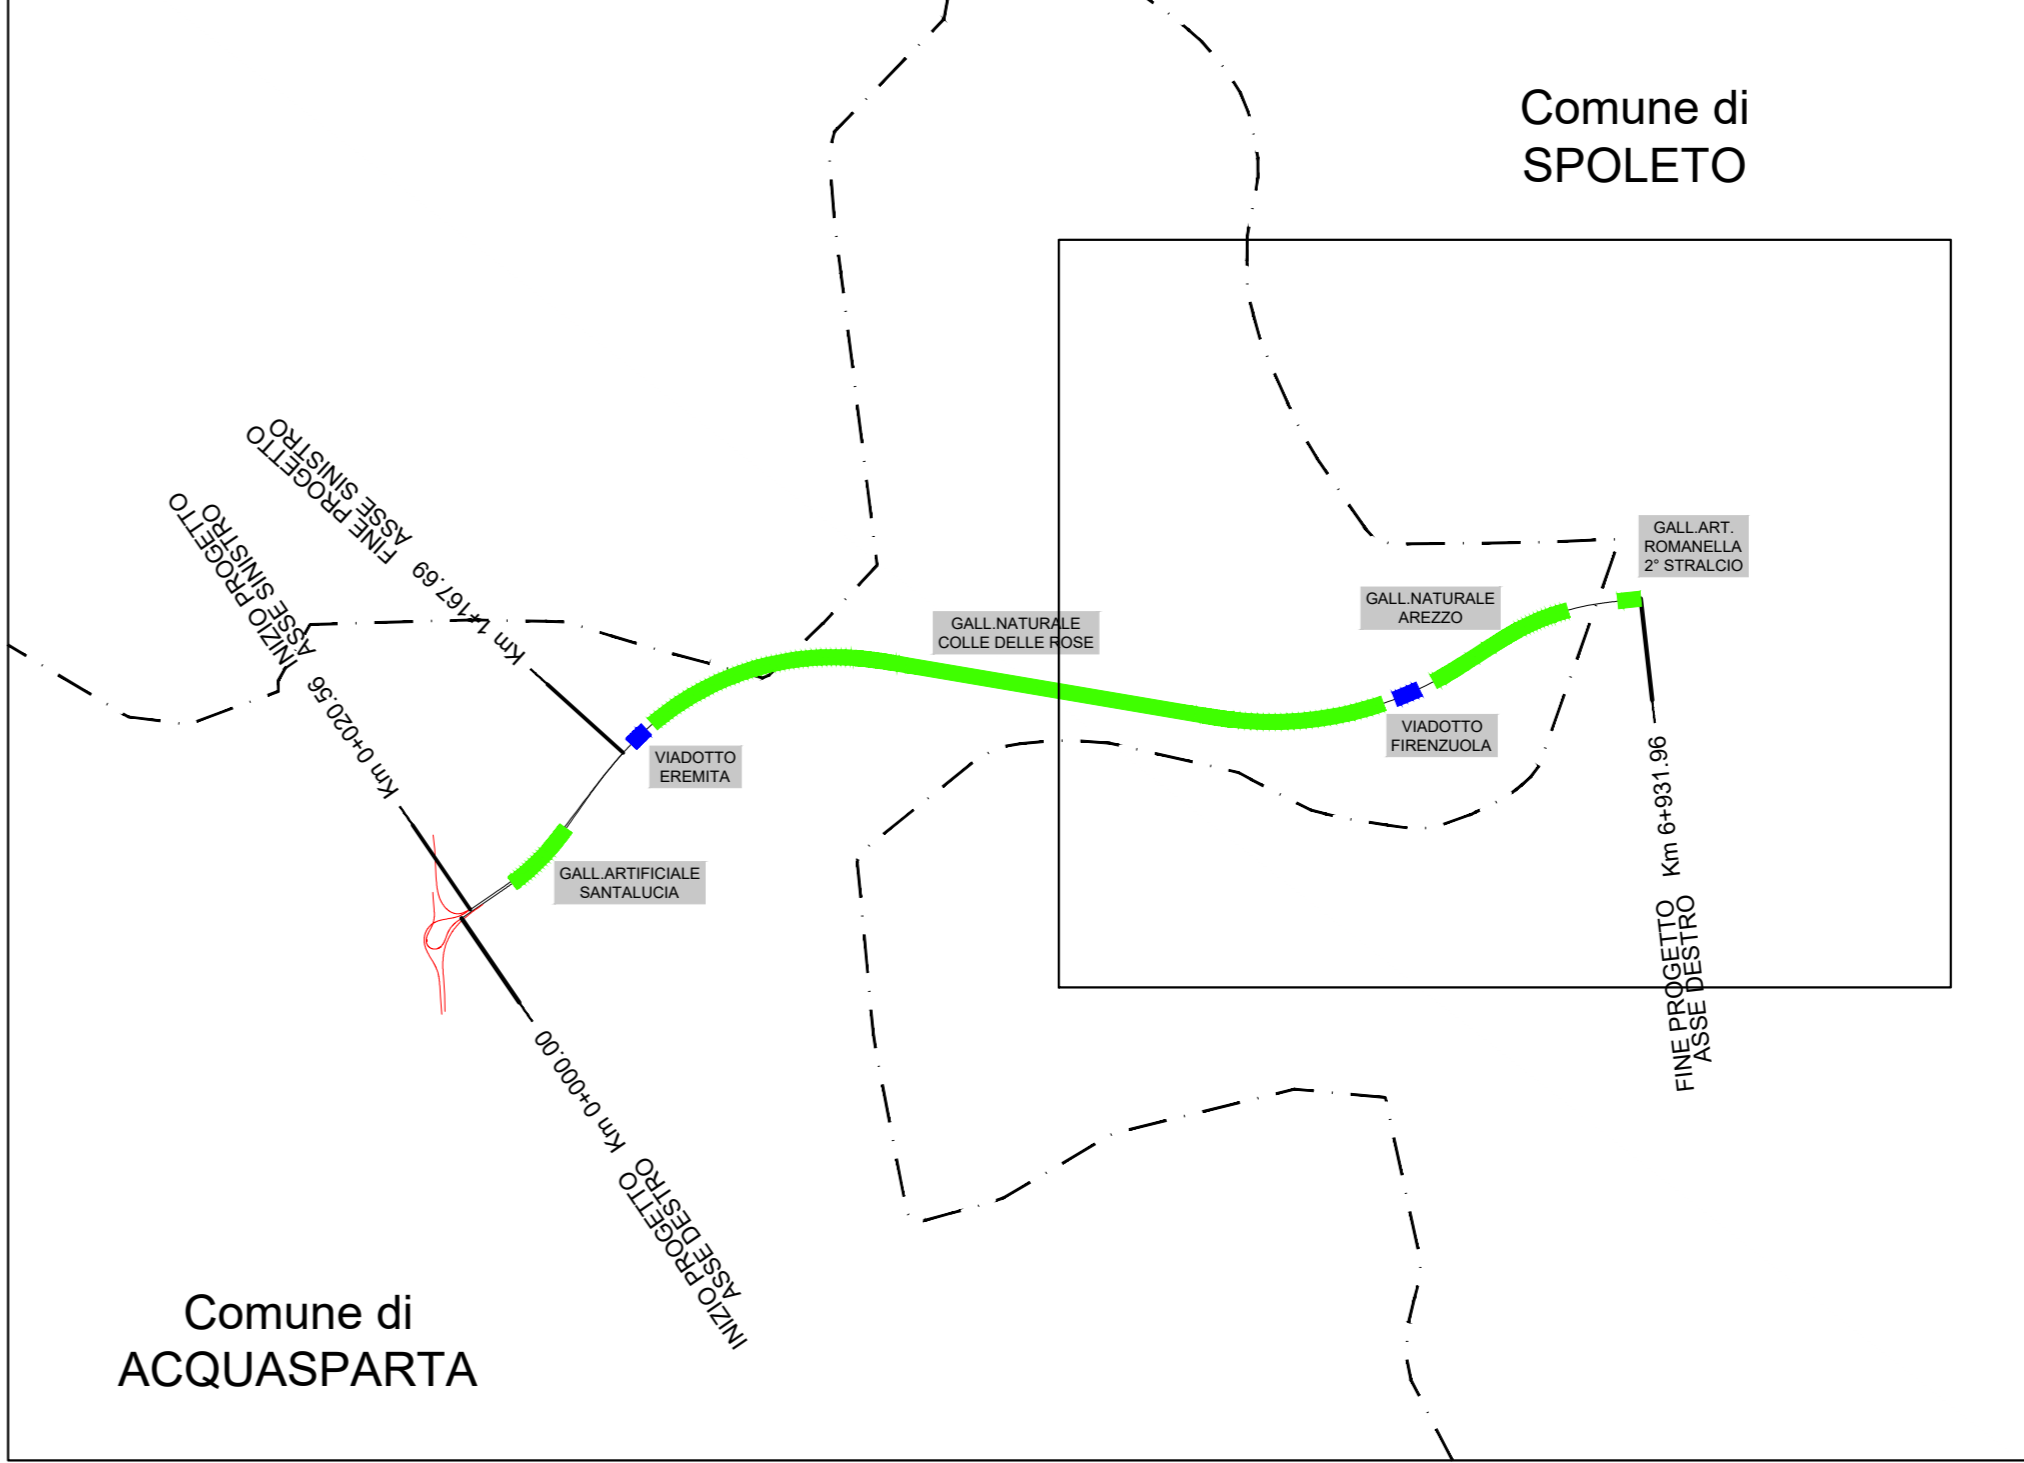 Comune di
SPOLETO
FINE PROGETTO
ASSE SINISTRO
Km 1+167.69
INIZIO PROGETTO
ASSE SINISTRO
Km 0+020.56
GALL.ART.
ROMANELLA
2° STRALCIO
GALL.NATURALE
AREZZO
GALL.NATURALE
COLLE DELLE ROSE
VIADOTTO
FIRENZUOLA
VIADOTTO
EREMITA
GALL.ARTIFICIALE
SANTALUCIA
FINE PROGETTO
ASSE DESTRO
Km 6+931.96
INIZIO PROGETTO
ASSE DESTRO
Km 0+000.00
Comune di
ACQUASPARTA